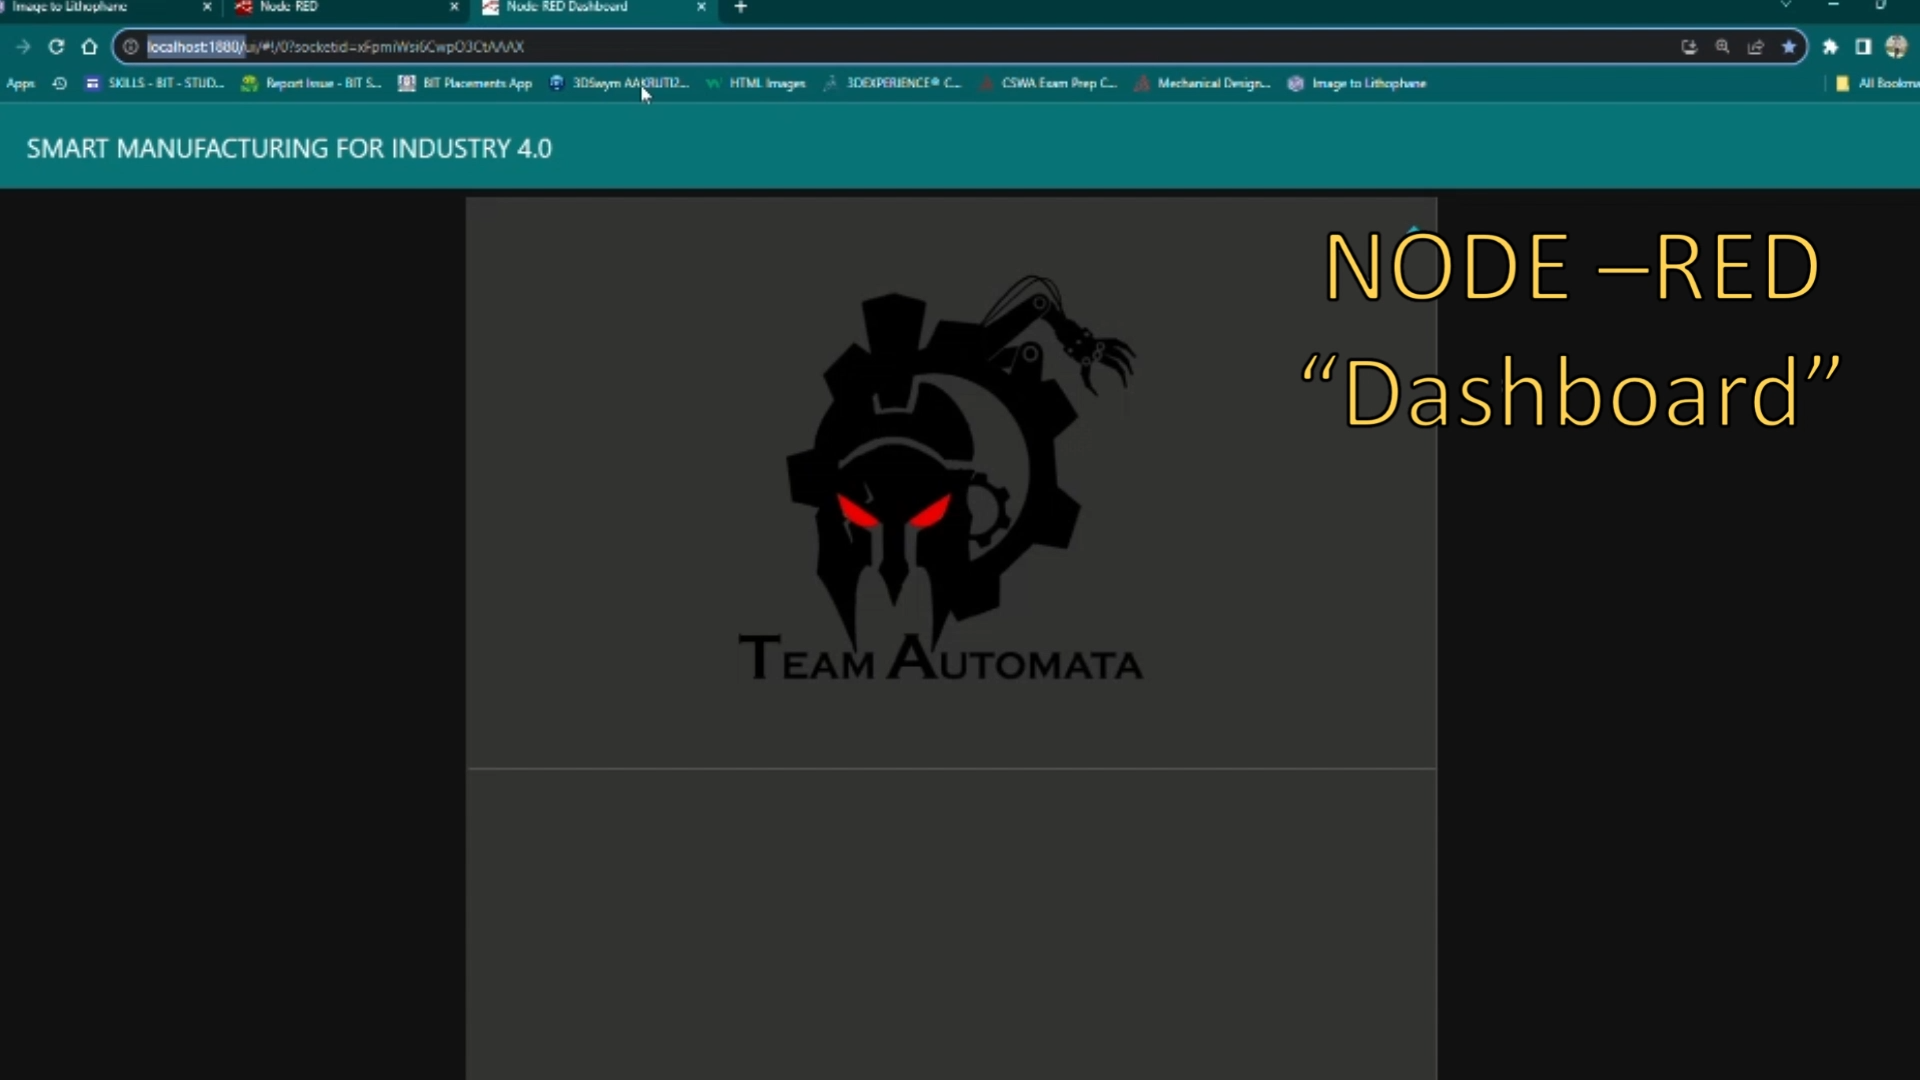 Image to Lithophane
Node-RED
Node-RED Dashboard
localhost:1880/ui/#!/0?socketid=xFpmiWsi6CwpO3CtAAAX
Apps
SKILLS - BIT - STUD...
Report Issue - BIT S...
BIT Placements App
3DSwym AAKRUTI2...
HTML Images
3DEXPERIENCE® C...
CSWA Exam Prep C...
Mechanical Design...
Image to Lithophane
All Bookma
SMART MANUFACTURING FOR INDUSTRY 4.0
NODE –RED
“Dashboard”
TEAM AUTOMATA